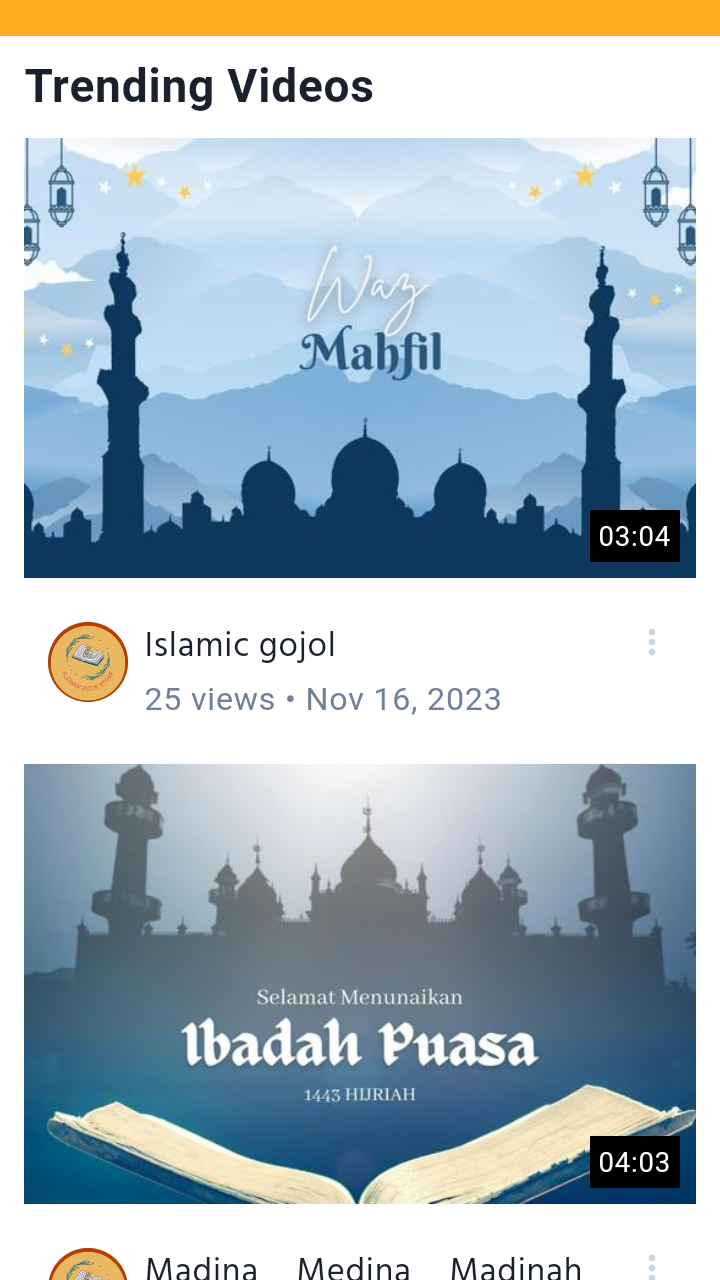 Trending Videos
Waz
Mahfil
03:04
Islamic gojol
25 views • Nov 16, 2023
Selamat Menunaikan
Ibadah Puasa
1443 HIJRIAH
04:03
Madina Medina Madinah